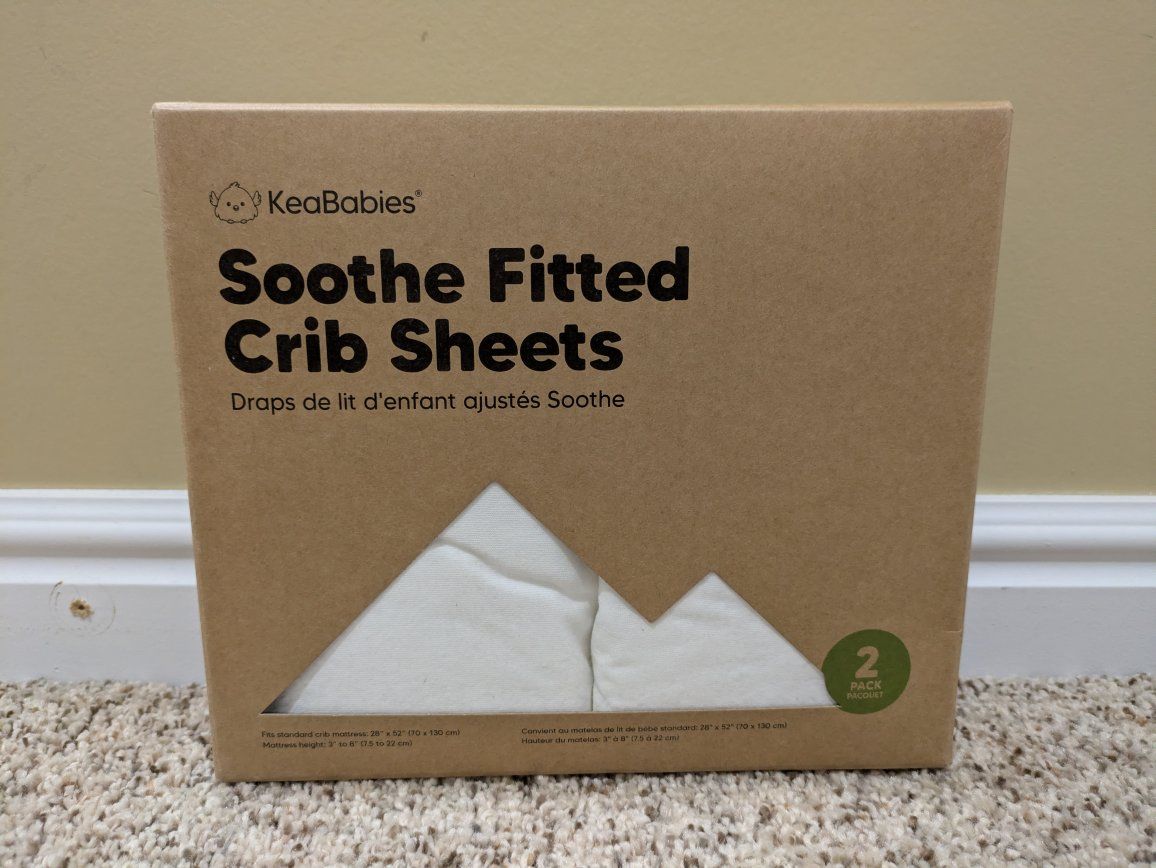 KeaBabies®
Soothe Fitted
Crib Sheets
Draps de lit d'enfant ajustés Soothe
2
PACK
PACQUET
Fits standard crib mattress: 28" x 52" (70 x 130 cm)
Mattress height: 3" to 8" (7.5 to 22 cm)
Convient au matelas de lit de bébé standard: 28" x 52" (70 x 130 cm)
Hauteur du matelas: 3" à 8" (7.5 à 22 cm)